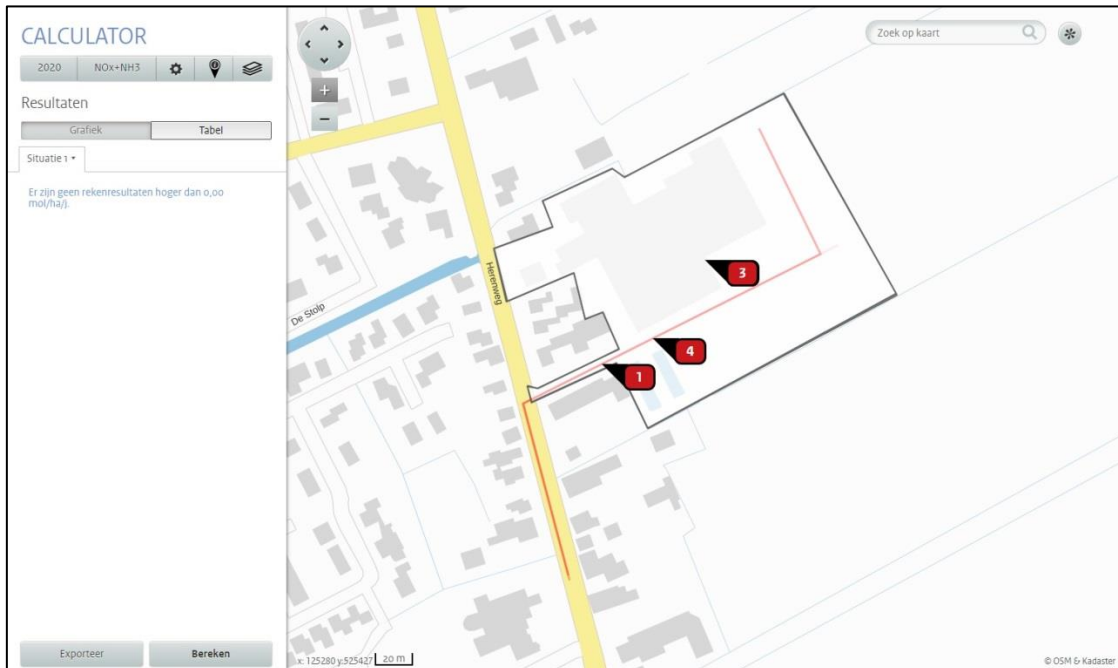 CALCULATOR
2020 NOx+NH3
Resultaten
Grafiek Tabel
Situatie 1
Er zijn geen rekenresultaten hoger dan 0,00
mol/ha/j.
Exporteer Bereken
+
−
Zoek op kaart
Herenweg
De Stolp
3
4
1
x: 125280 y:525427 20 m
© OSM & Kadaster